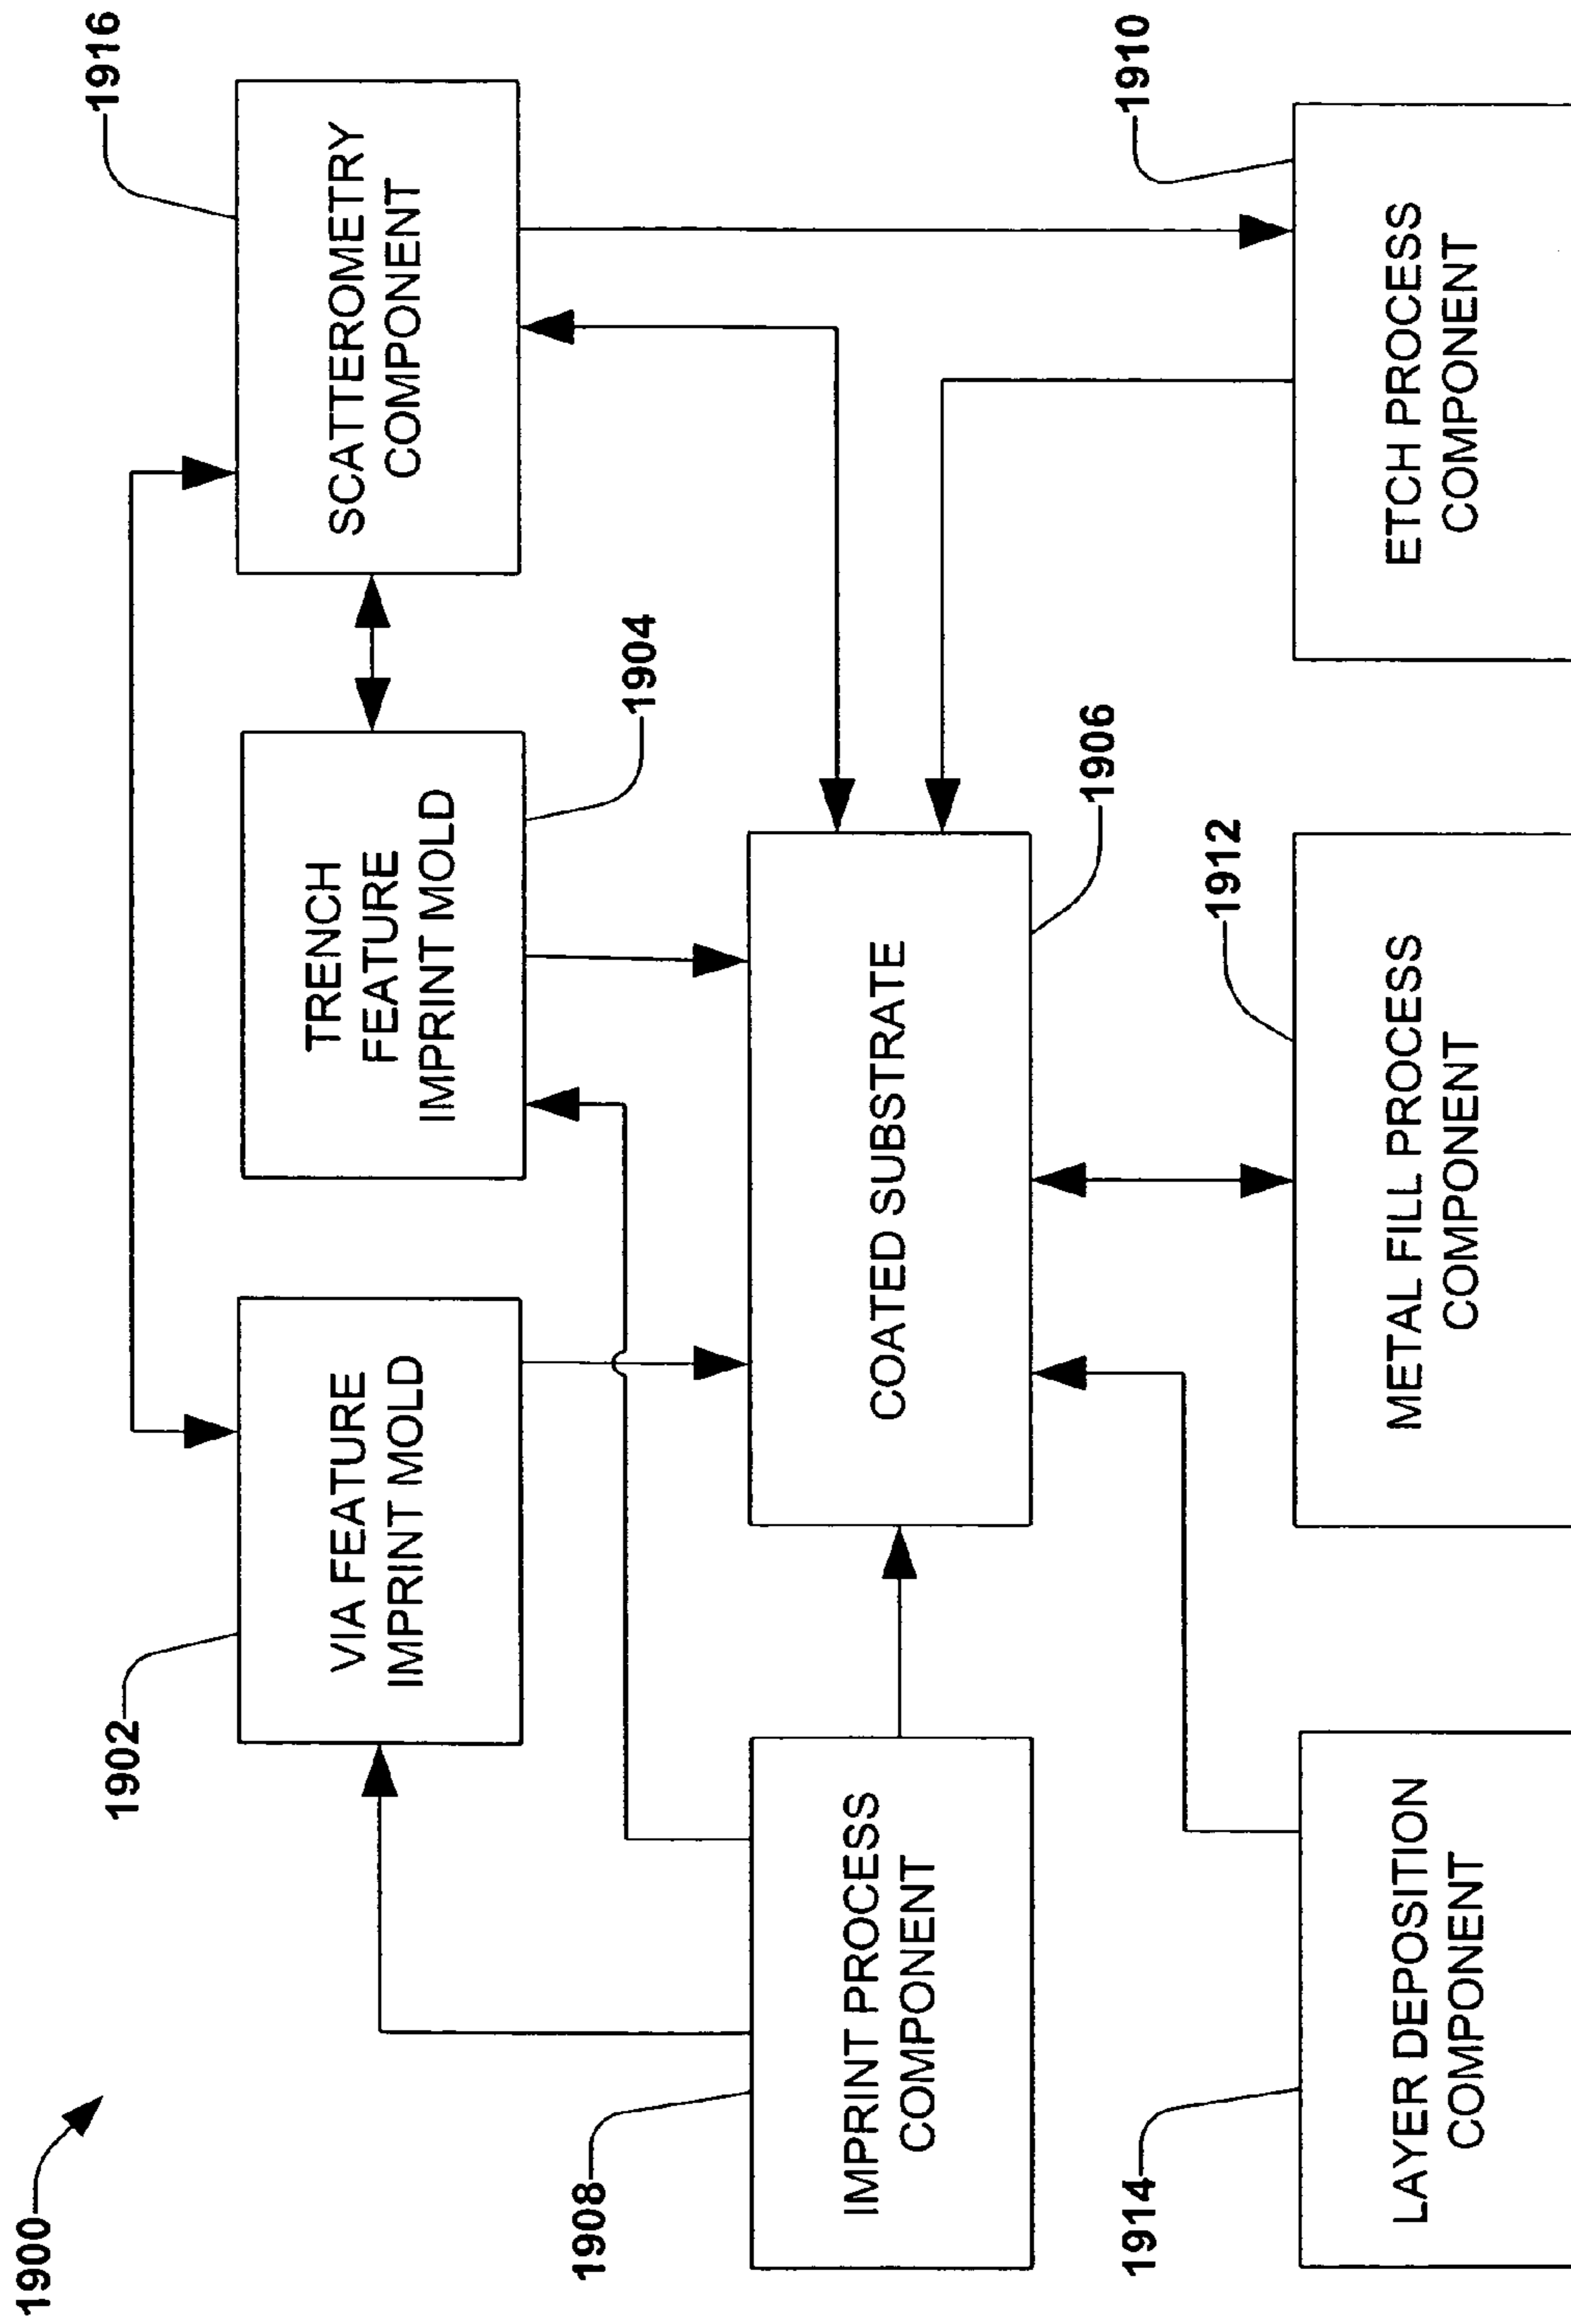 1900
1902
VIA FEATURE
IMPRINT MOLD
TRENCH
FEATURE
IMPRINT MOLD
1904
1916
SCATTEROMETRY
COMPONENT
1908
IMPRINT PROCESS
COMPONENT
COATED SUBSTRATE
1906
1914
LAYER DEPOSITION
COMPONENT
1912
METAL FILL PROCESS
COMPONENT
1910
ETCH PROCESS
COMPONENT